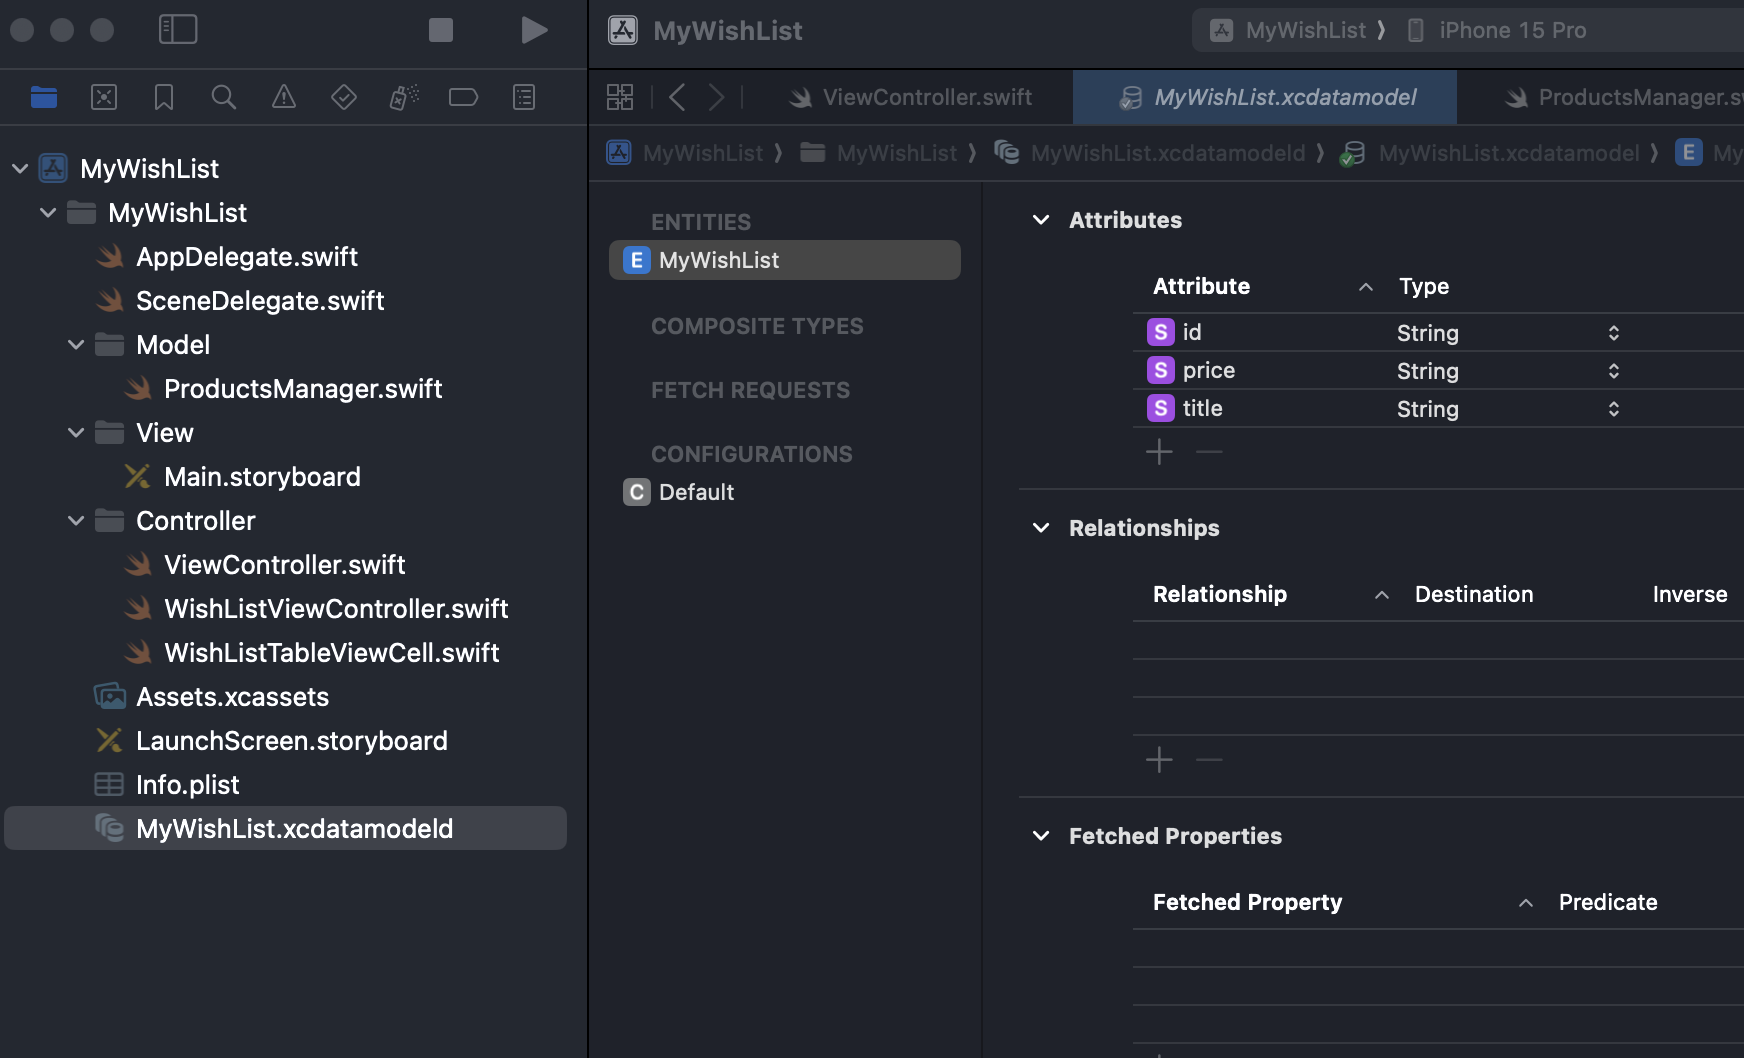 MyWishList
MyWishList ❯ iPhone 15 Pro
ViewController.swift
MyWishList.xcdatamodel
ProductsManager.sw
MyWishList ❯ MyWishList ❯ MyWishList.xcdatamodeld ❯ MyWishList.xcdatamodel ❯ E My
MyWishList
MyWishList
AppDelegate.swift
SceneDelegate.swift
Model
ProductsManager.swift
View
Main.storyboard
Controller
ViewController.swift
WishListViewController.swift
WishListTableViewCell.swift
Assets.xcassets
LaunchScreen.storyboard
Info.plist
MyWishList.xcdatamodeld
ENTITIES
E MyWishList
COMPOSITE TYPES
FETCH REQUESTS
CONFIGURATIONS
C Default
Attributes
Attribute Type
S id String
S price String
S title String
Relationships
Relationship Destination Inverse
Fetched Properties
Fetched Property Predicate